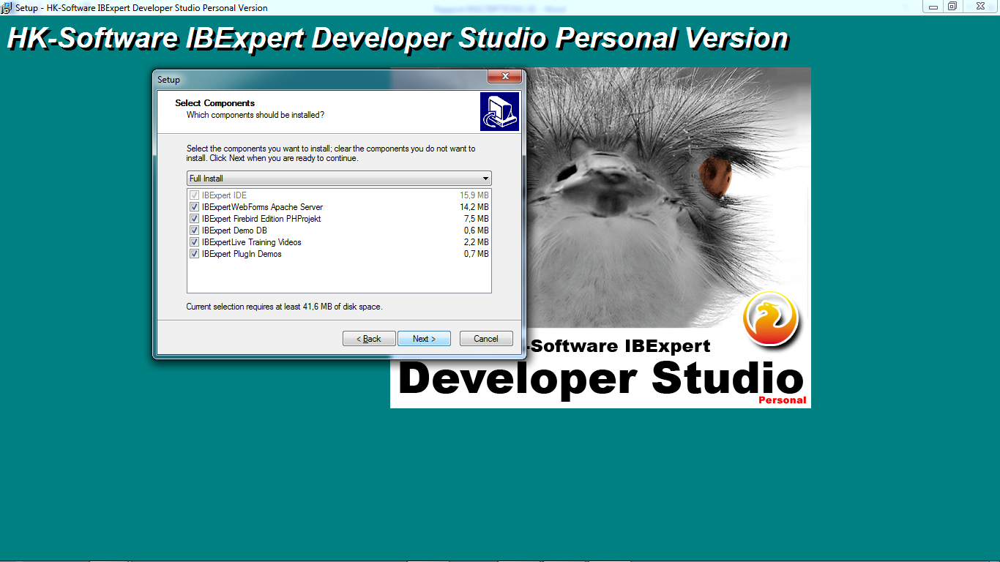 Setup - HK-Software IBExpert Developer Studio Personal Version
HK-Software IBExpert Developer Studio Personal Version
Setup
Select Components
Which components should be installed?
Select the components you want to install; clear the components you do not want to
install. Click Next when you are ready to continue.
Full Install
IBExpert IDE 15,9 MB
IBExpertWebForms Apache Server 14,2 MB
IBExpert Firebird Edition PHProjekt 7,5 MB
IBExpert Demo DB 0,6 MB
IBExpertLive Training Videos 2,2 MB
IBExpert PlugIn Demos 0,7 MB
Current selection requires at least 41,6 MB of disk space.
< Back Next > Cancel
-Software IBExpert
Developer Studio
Personal